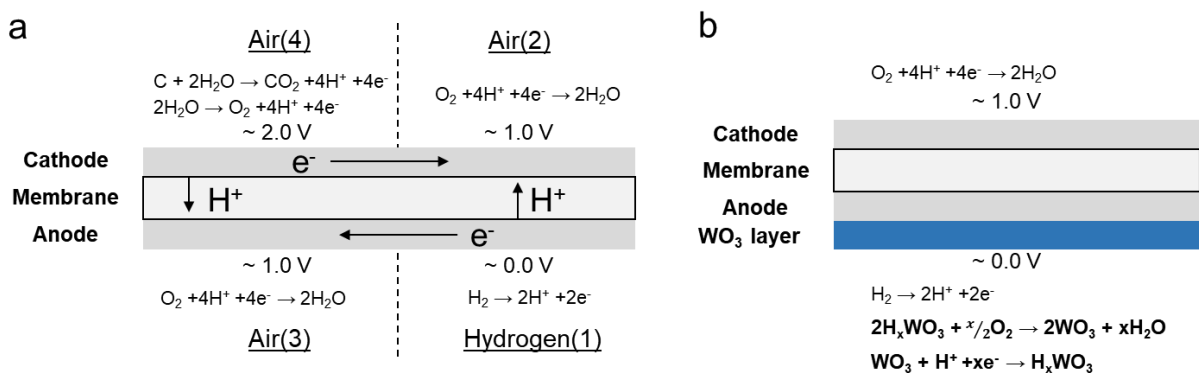 a
Air(4)
Air(2)
C + 2H₂O → CO₂ +4H⁺ +4e⁻
2H₂O → O₂ +4H⁺ +4e⁻
~ 2.0 V
O₂ +4H⁺ +4e⁻ → 2H₂O
~ 1.0 V
Cathode
e⁻
Membrane
H⁺
H⁺
Anode
e⁻
~ 1.0 V
~ 0.0 V
O₂ +4H⁺ +4e⁻ → 2H₂O
H₂ → 2H⁺ +2e⁻
Air(3)
Hydrogen(1)
b
O₂ +4H⁺ +4e⁻ → 2H₂O
~ 1.0 V
Cathode
Membrane
Anode
WO₃ layer
~ 0.0 V
H₂ → 2H⁺ +2e⁻
2HₓWO₃ + ˣ/₂O₂ → 2WO₃ + xH₂O
WO₃ + H⁺ +xe⁻ → HₓWO₃